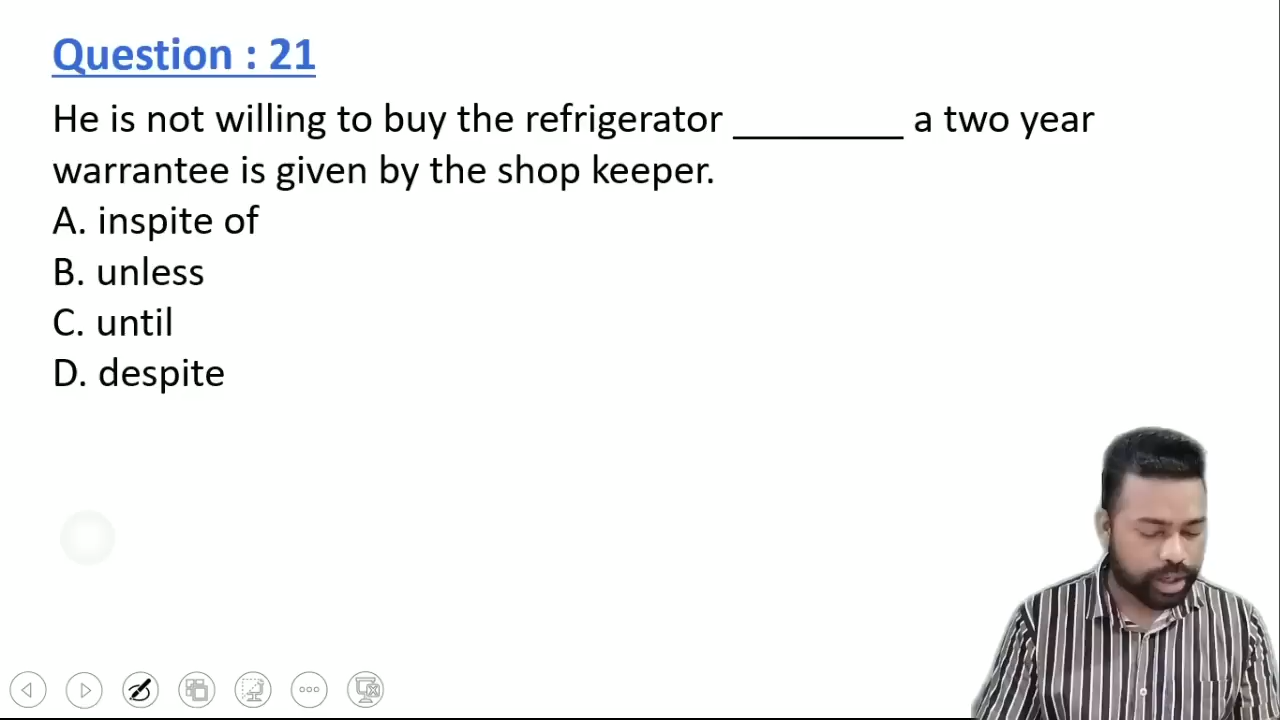 Question : 21
He is not willing to buy the refrigerator ________ a two year
warrantee is given by the shop keeper.
A. inspite of
B. unless
C. until
D. despite